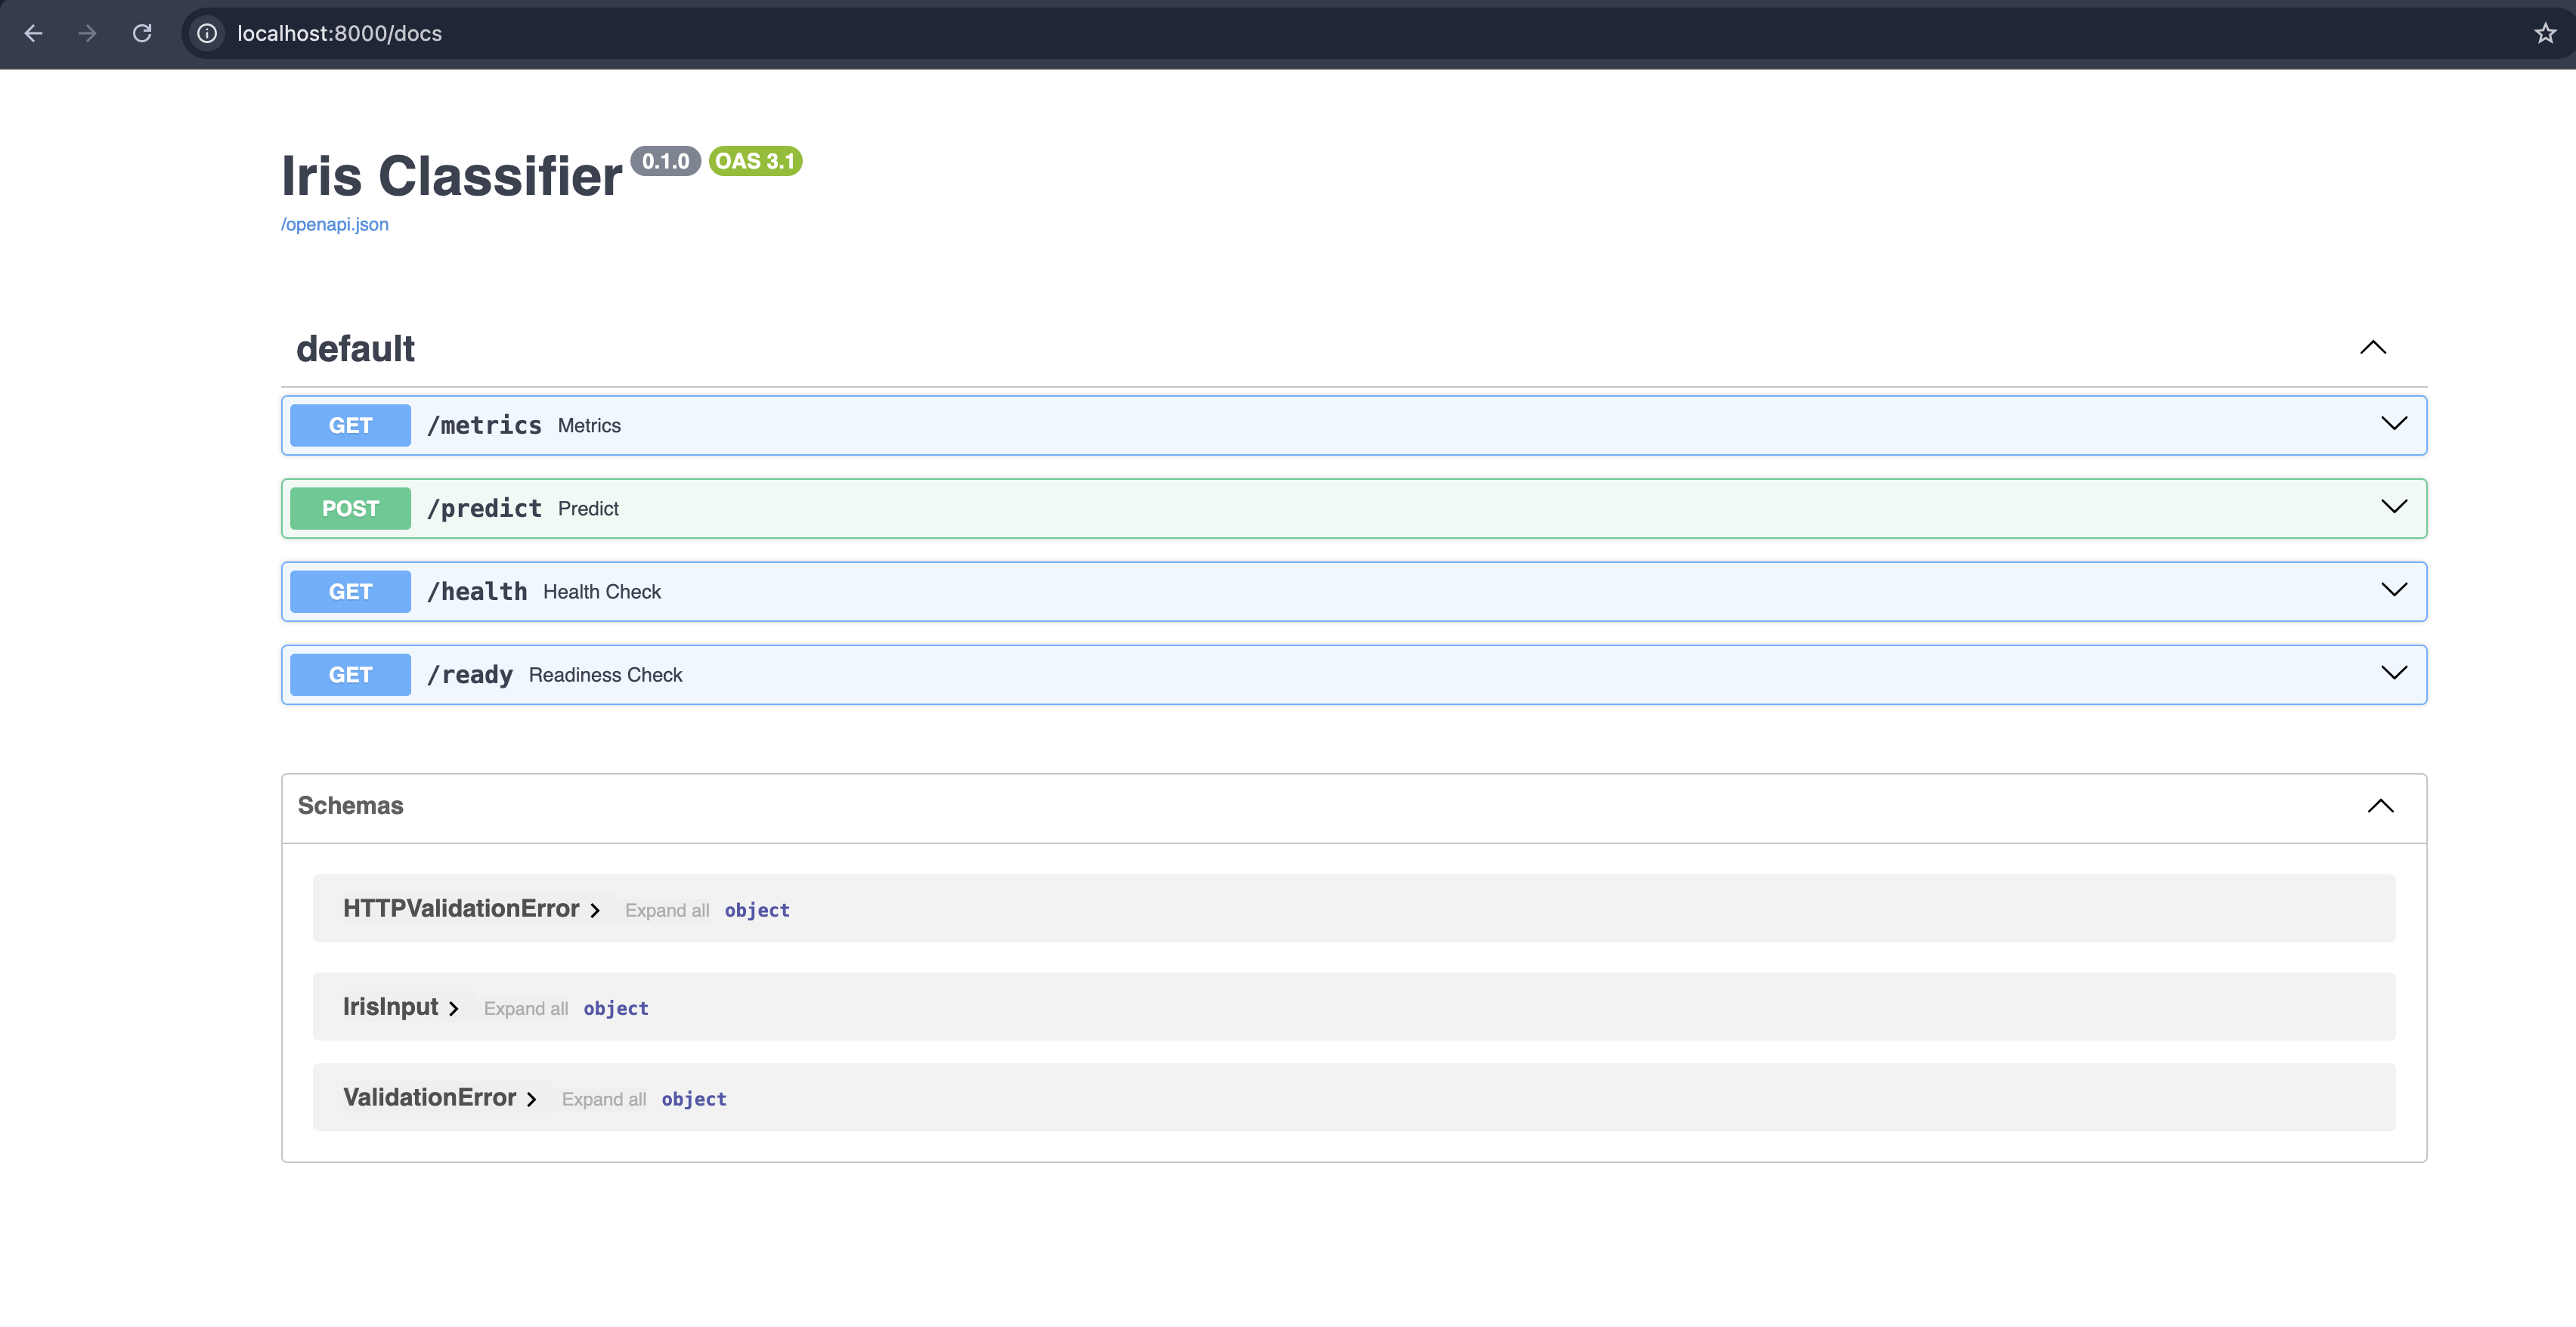 localhost:8000/docs
Iris Classifier 0.1.0 OAS 3.1
/openapi.json
default
GET /metrics Metrics
POST /predict Predict
GET /health Health Check
GET /ready Readiness Check
Schemas
HTTPValidationError Expand all object
IrisInput Expand all object
ValidationError Expand all object